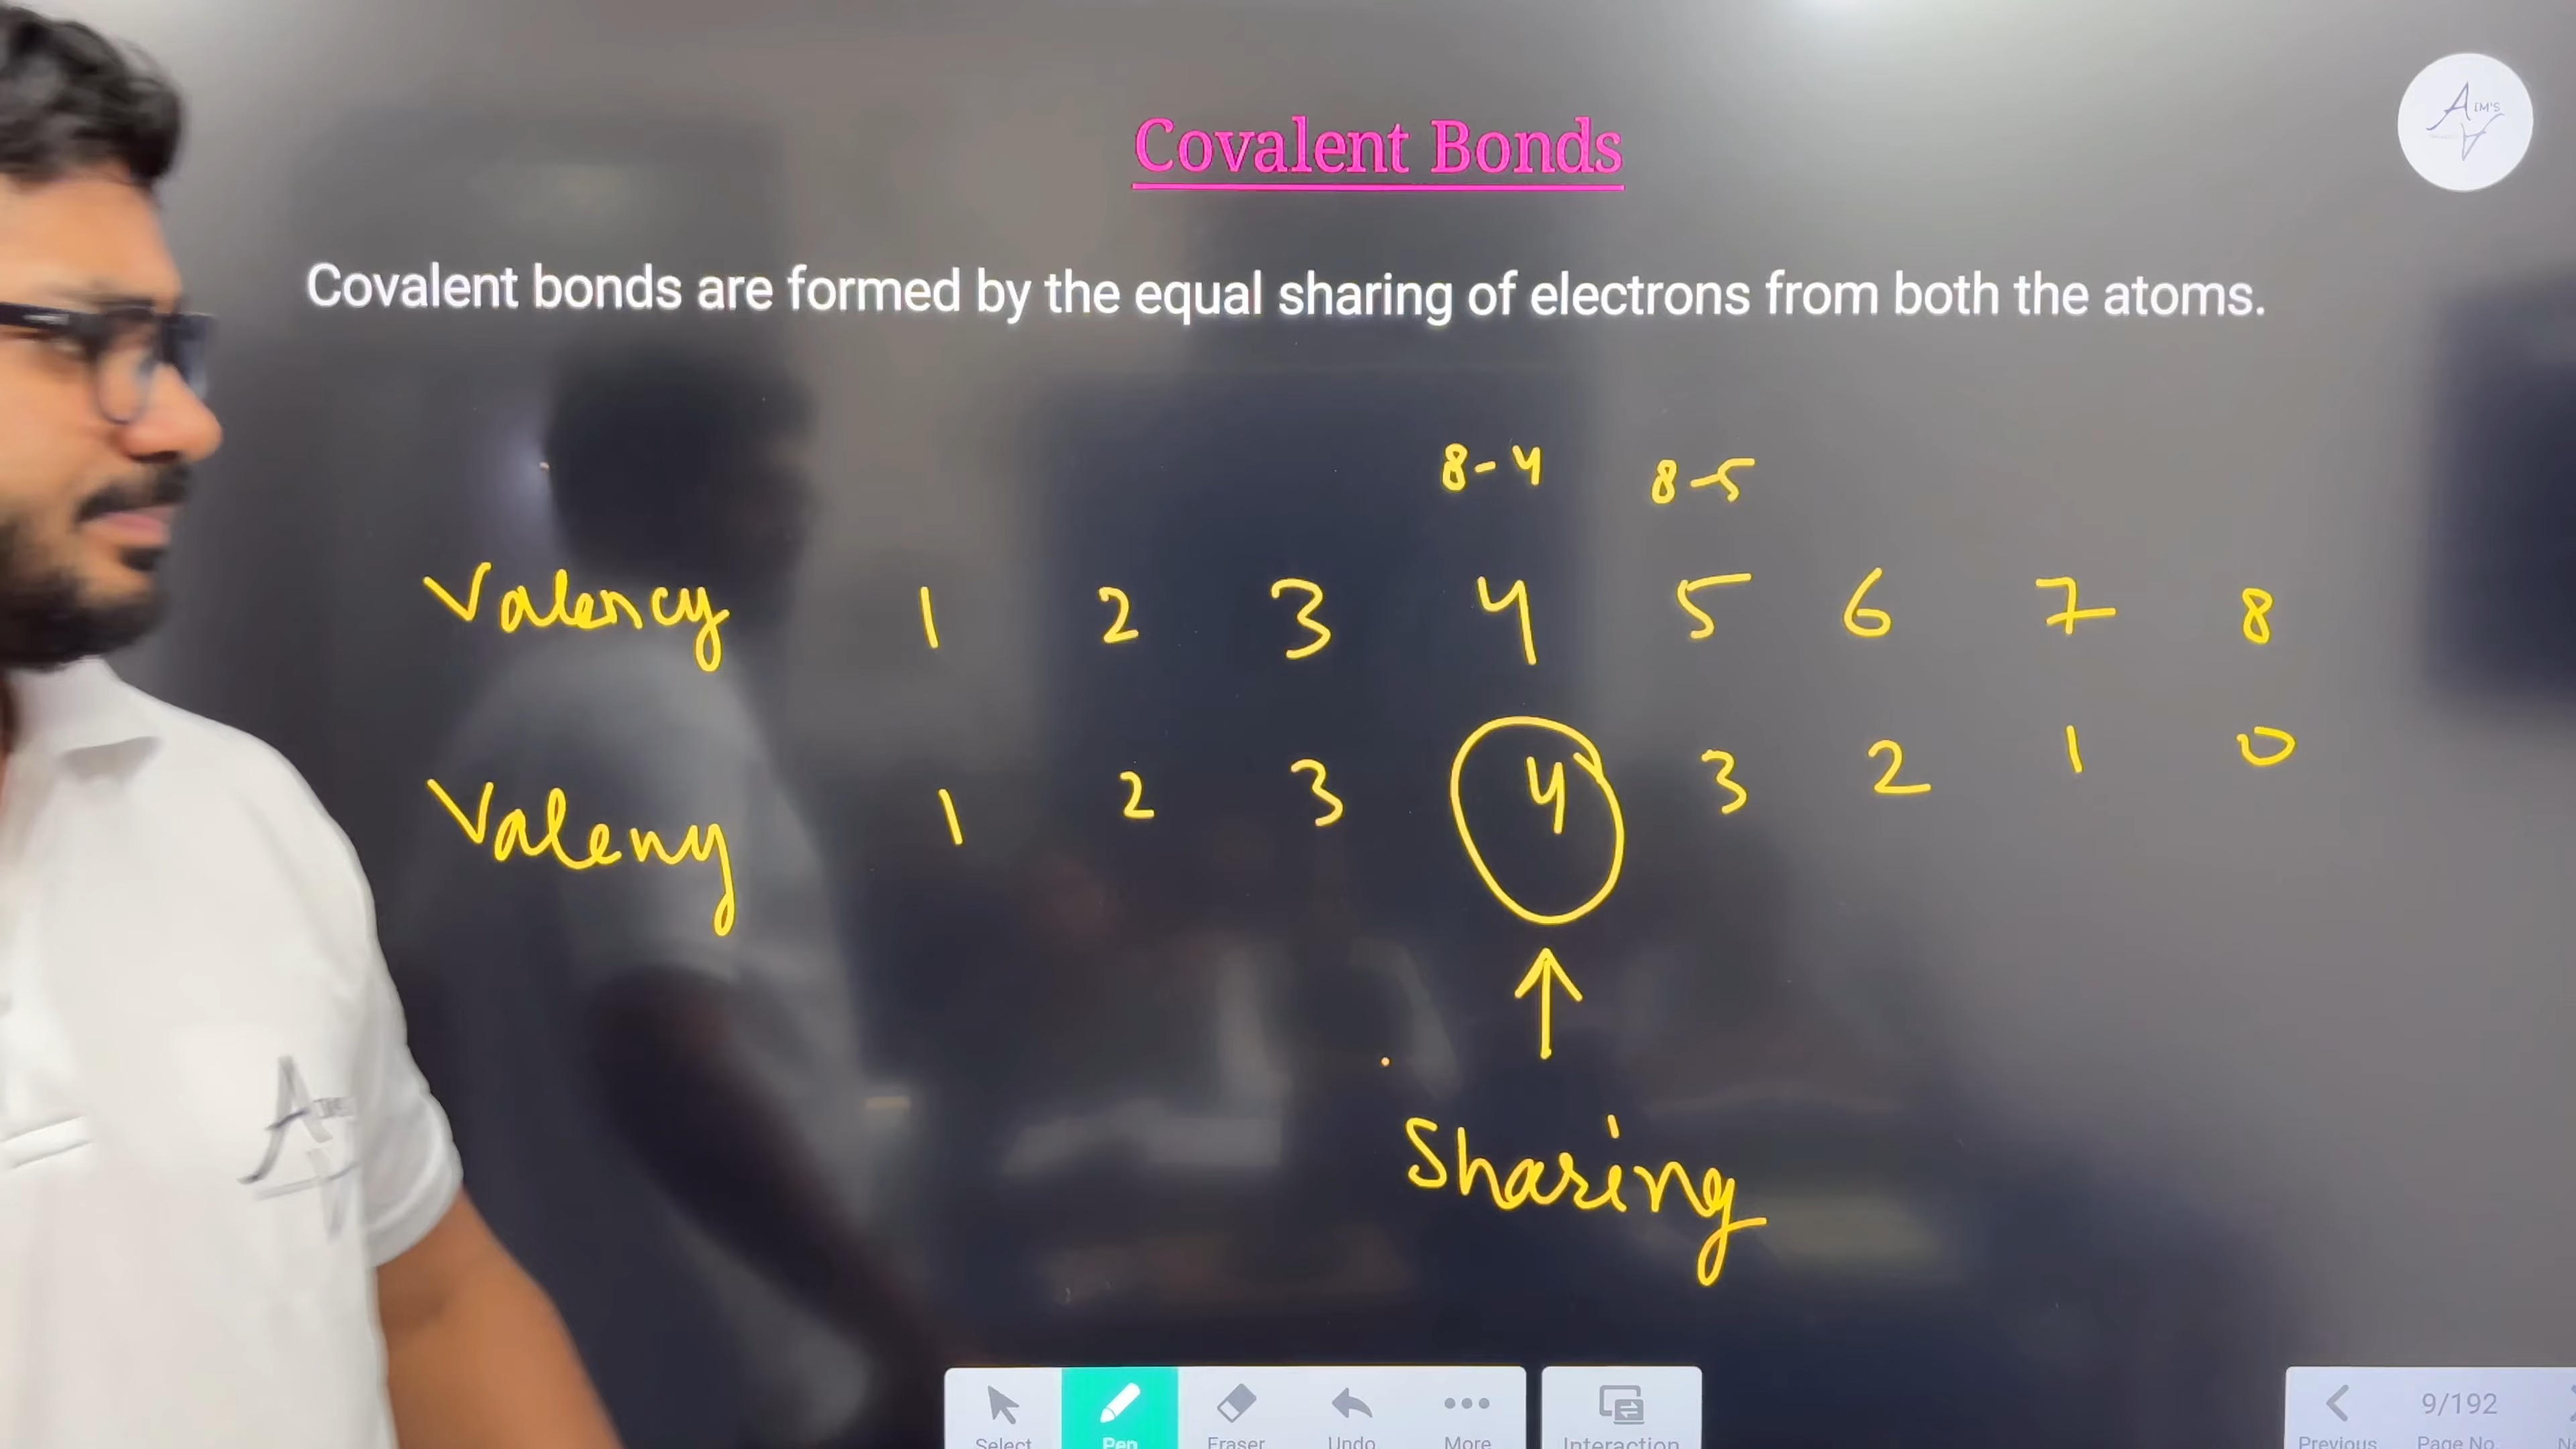 AIM'S
Covalent Bonds
Covalent bonds are formed by the equal sharing of electrons from both the atoms.
8-4 8-5
Valency 1 2 3 4 5 6 7 8
Valeny 1 2 3 4 3 2 1 0
Sharing
Select Pen Eraser Undo More Interaction
9/192
Previous Page No.